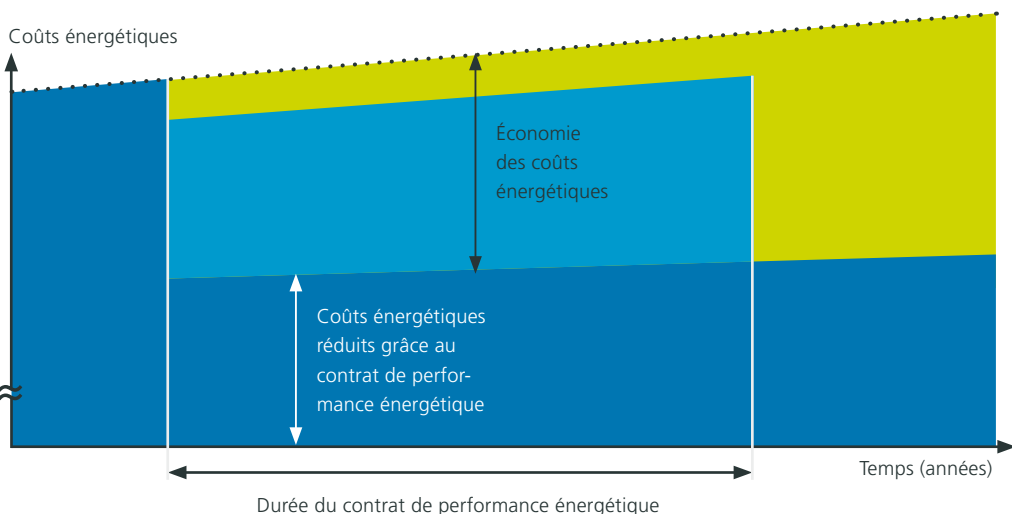 Coûts énergétiques
Économie
des coûts
énergétiques
Coûts énergétiques
réduits grâce au
contrat de perfor-
mance énergétique
Temps (années)
Durée du contrat de performance énergétique